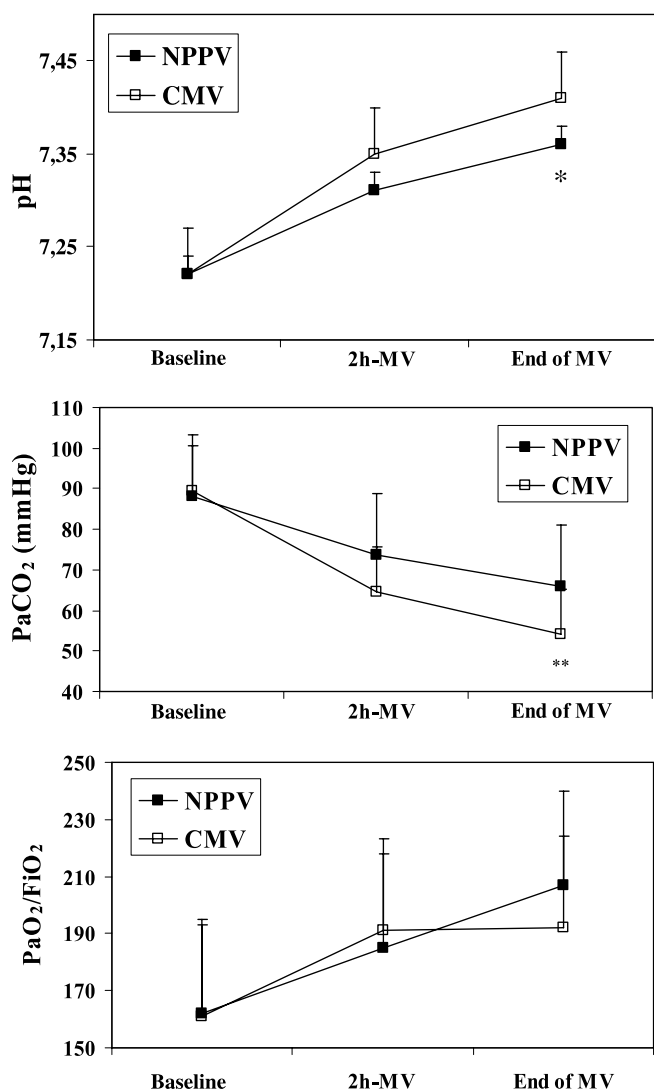 7,45
7,35
7,25
7,15
pH
NPPV
CMV
*
Baseline
2h-MV
End of MV
110
100
90
80
70
60
50
40
PaCO₂ (mmHg)
NPPV
CMV
**
Baseline
2h-MV
End of MV
250
230
210
190
170
150
PaO₂/FiO₂
NPPV
CMV
Baseline
2h-MV
End of MV